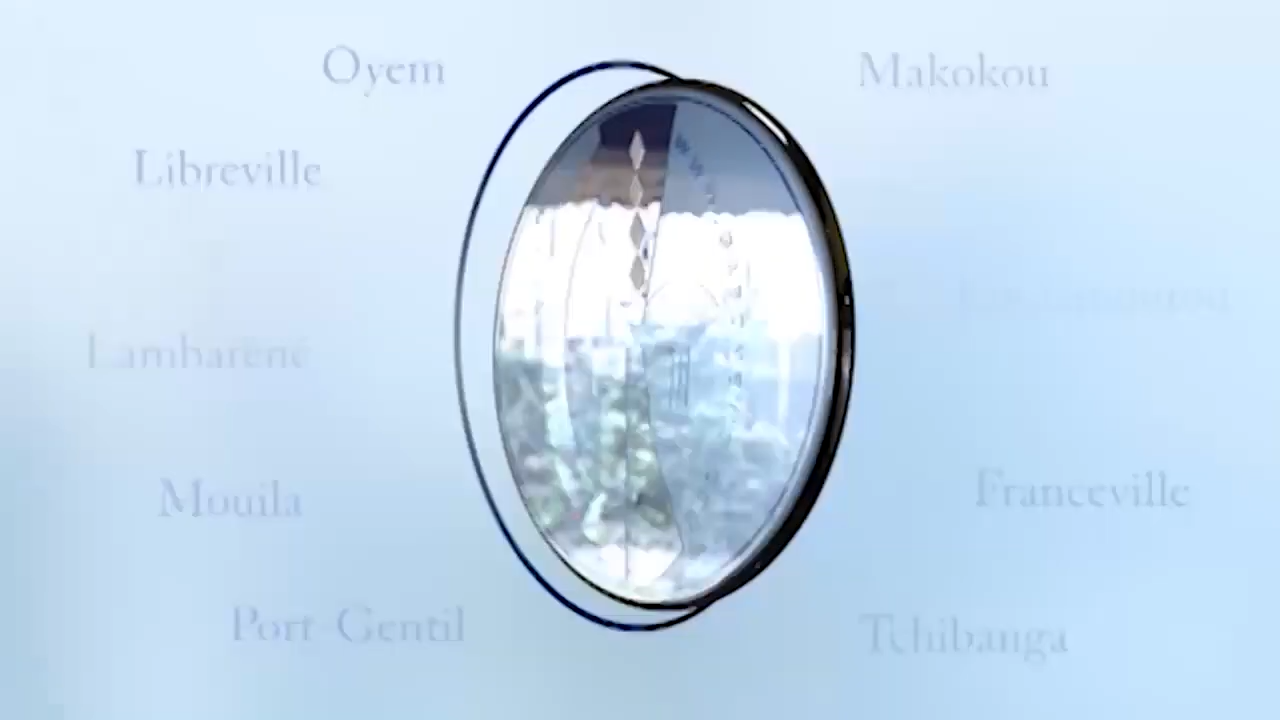 Oyem
Makokou
Libreville
Lambaréné
Mouila
Franceville
Port-Gentil
Tchibanga